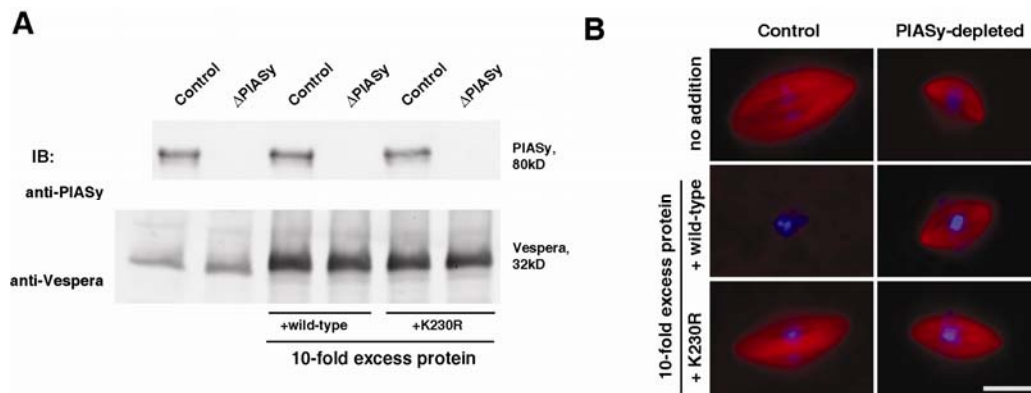 A
Control
ΔPIASy
Control
ΔPIASy
Control
ΔPIASy
IB:
anti-PIASy
PIASy,
80kD
anti-Vespera
Vespera,
32kD
+wild-type
+K230R
10-fold excess protein
B
Control
PIASy-depleted
no addition
10-fold excess protein
+ wild-type
+ K230R